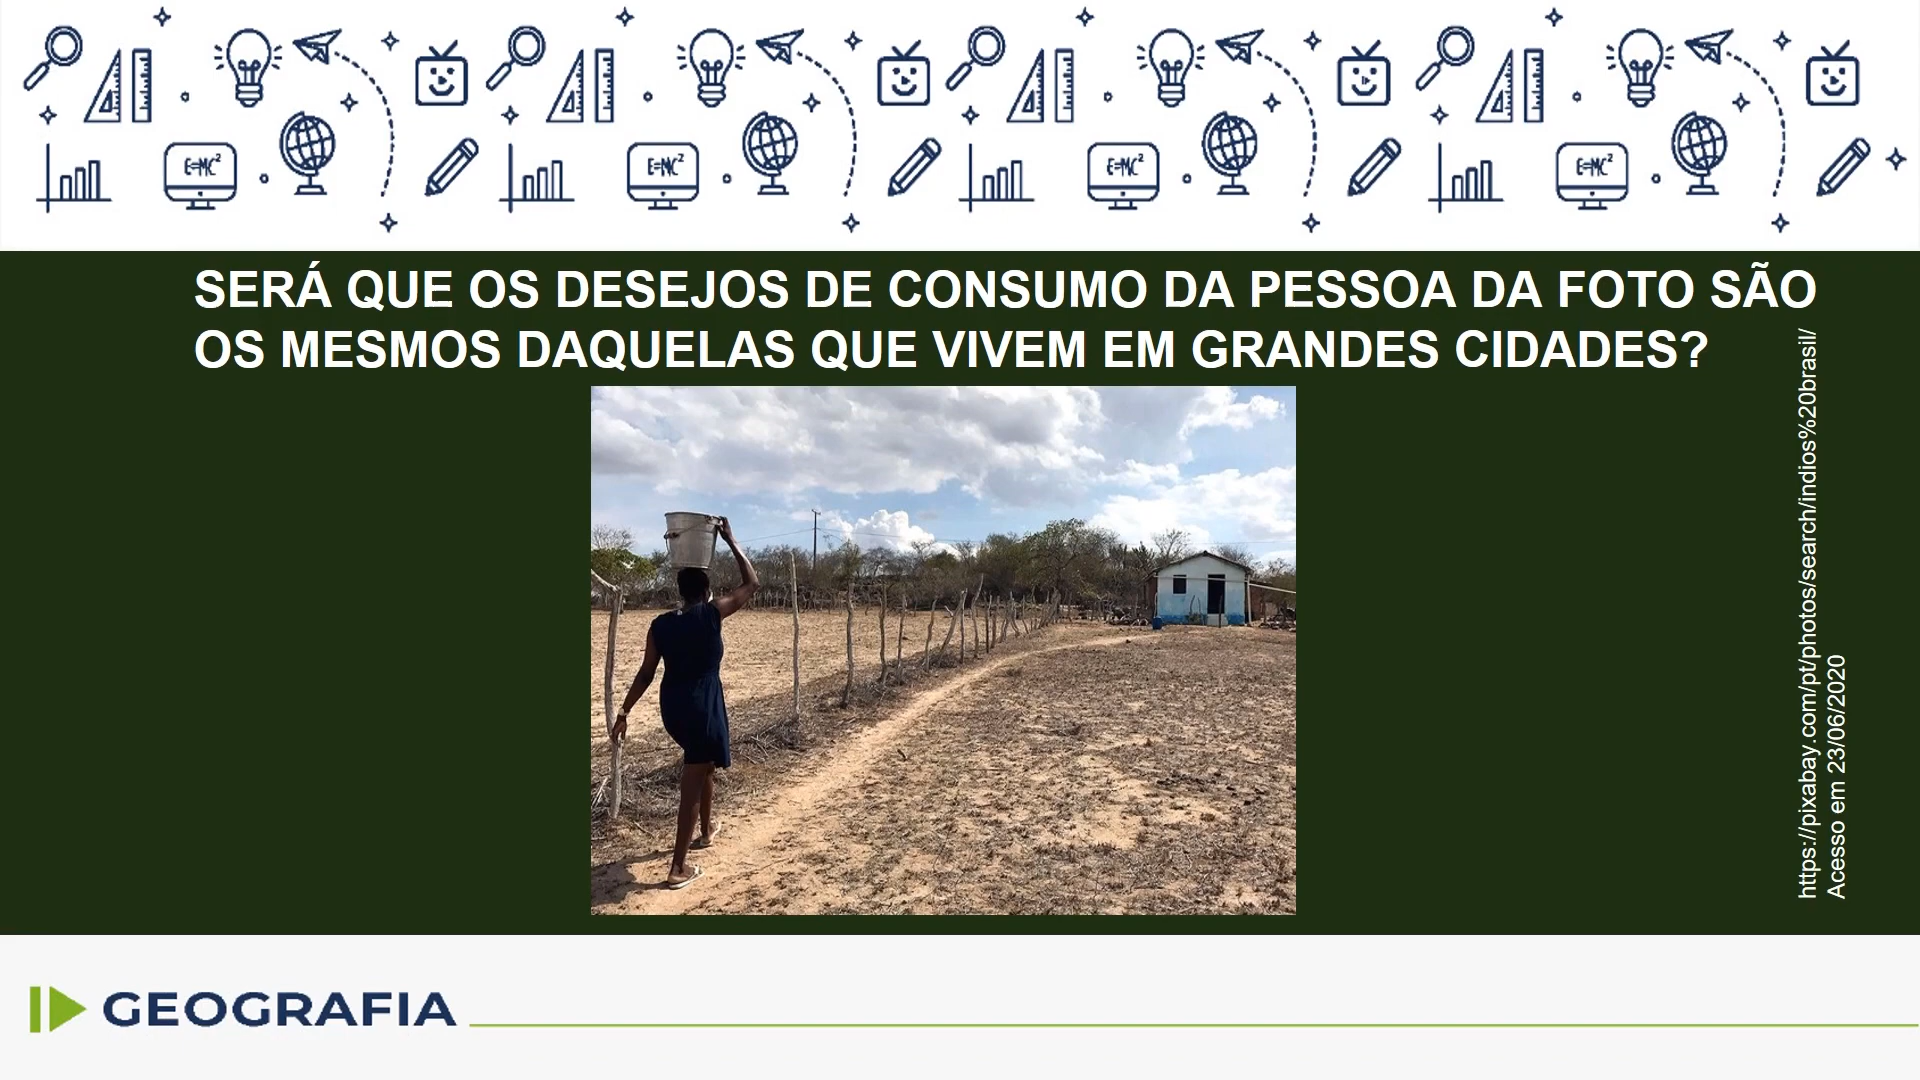 E=MC²
E=MC²
E=MC²
E=MC²
SERÁ QUE OS DESEJOS DE CONSUMO DA PESSOA DA FOTO SÃO
OS MESMOS DAQUELAS QUE VIVEM EM GRANDES CIDADES?
https://pixabay.com/pt/photos/search/indios%20brasil/
Acesso em 23/06/2020
GEOGRAFIA